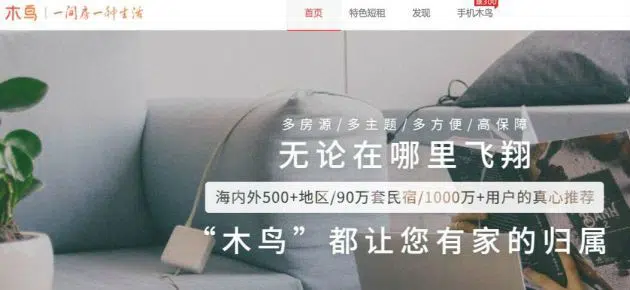 木鸟 | 一间房一种生活
首页 特色短租 发现 手机木鸟
多房源/多主题/多方便/高保障
无论在哪里飞翔
海内外500+地区/90万套民宿/1000万+用户的真心推荐
“木鸟”都让您有家的归属